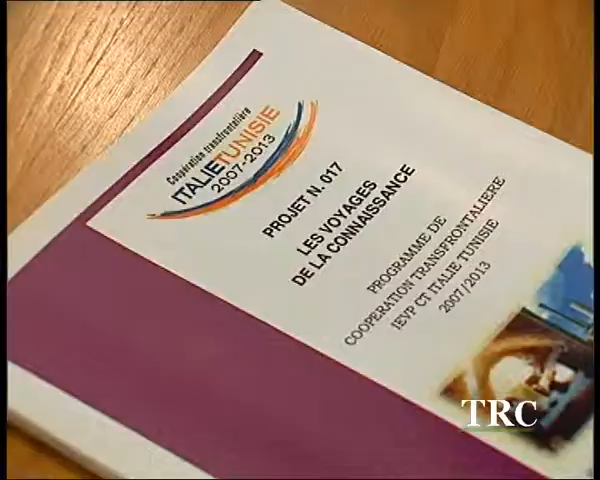 Coopération transfrontalière
ITALIETUNISIE
2007-2013
PROJET N. 017
LES VOYAGES
DE LA CONNAISSANCE
PROGRAMME DE
COOPERATION TRANSFRONTALIERE
IEVP CT ITALIE TUNISIE
2007/2013
TRC